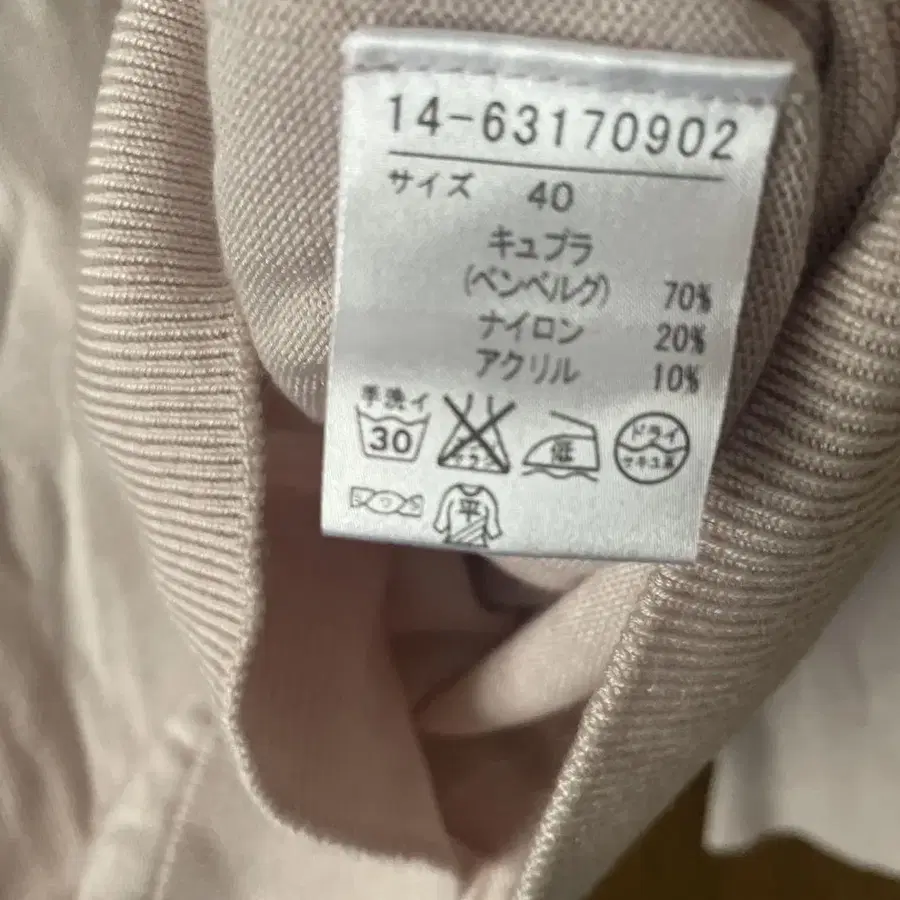 14-63170902
サイズ 40
キュプラ
(ベンベルグ) 70%
ナイロン 20%
アクリル 10%
手洗イ
30
低
ドライ
平